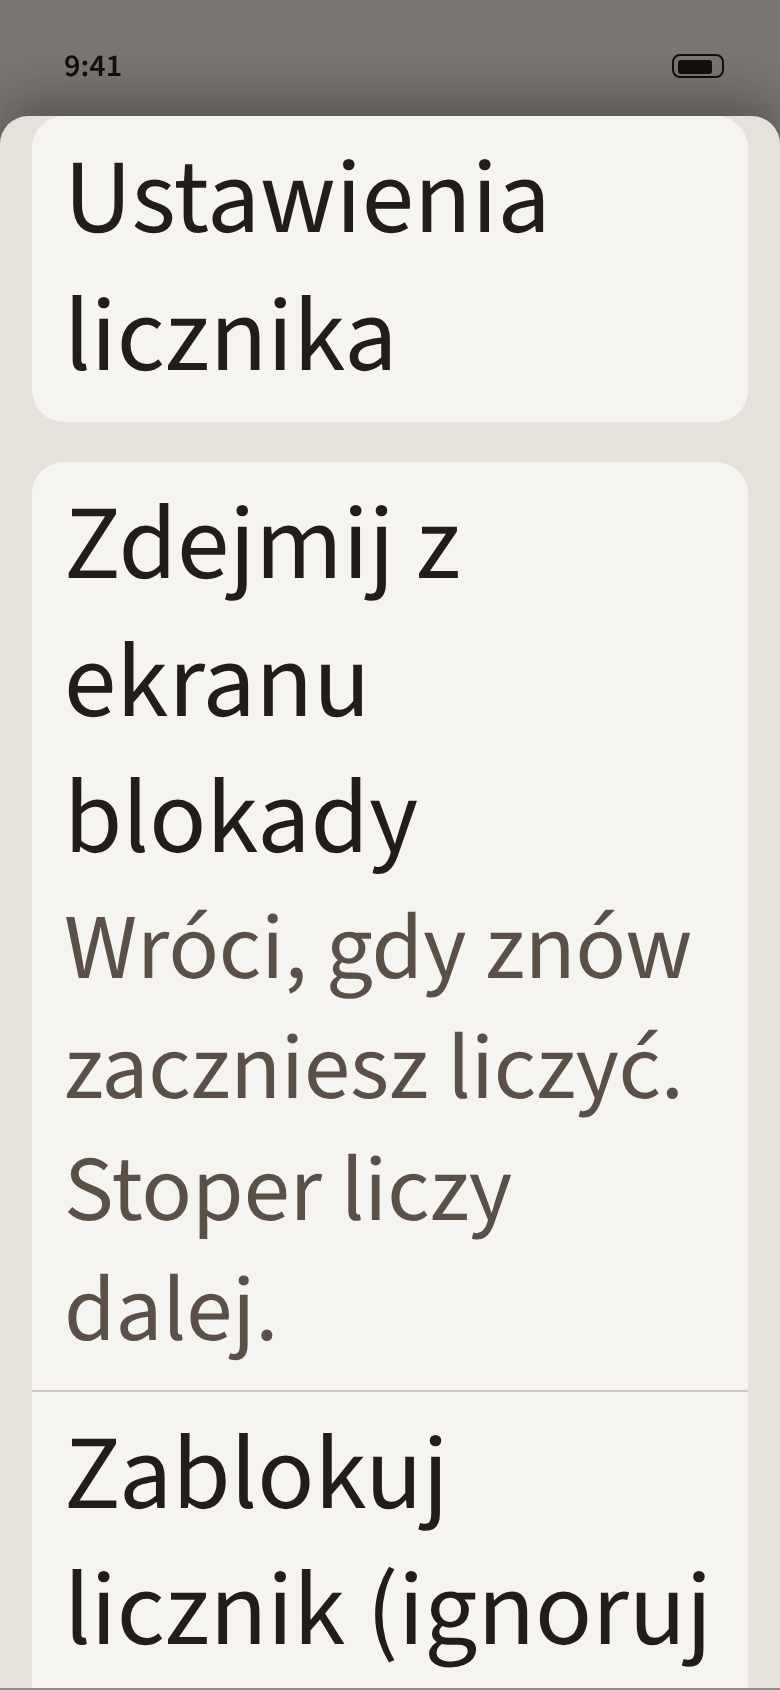 9:41
Ustawienia
licznika
Zdejmij z
ekranu
blokady
Wróci, gdy znów
zaczniesz liczyć.
Stoper liczy
dalej.
Zablokuj
licznik (ignoruj